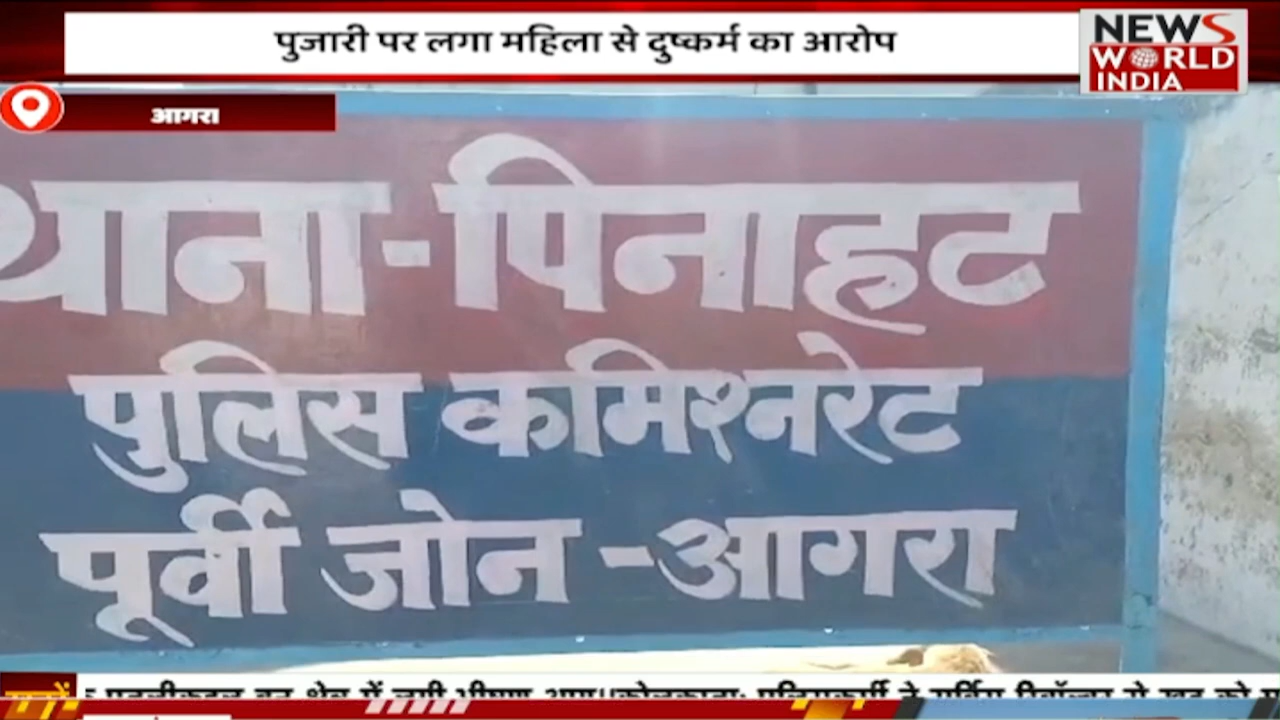 पुजारी पर लगा महिला से दुष्कर्म का आरोप
NEWS
WORLD
INDIA
आगरा
थाना-पिनाहट
पुलिस कमिश्नरेट
पूर्वी जोन-आगरा